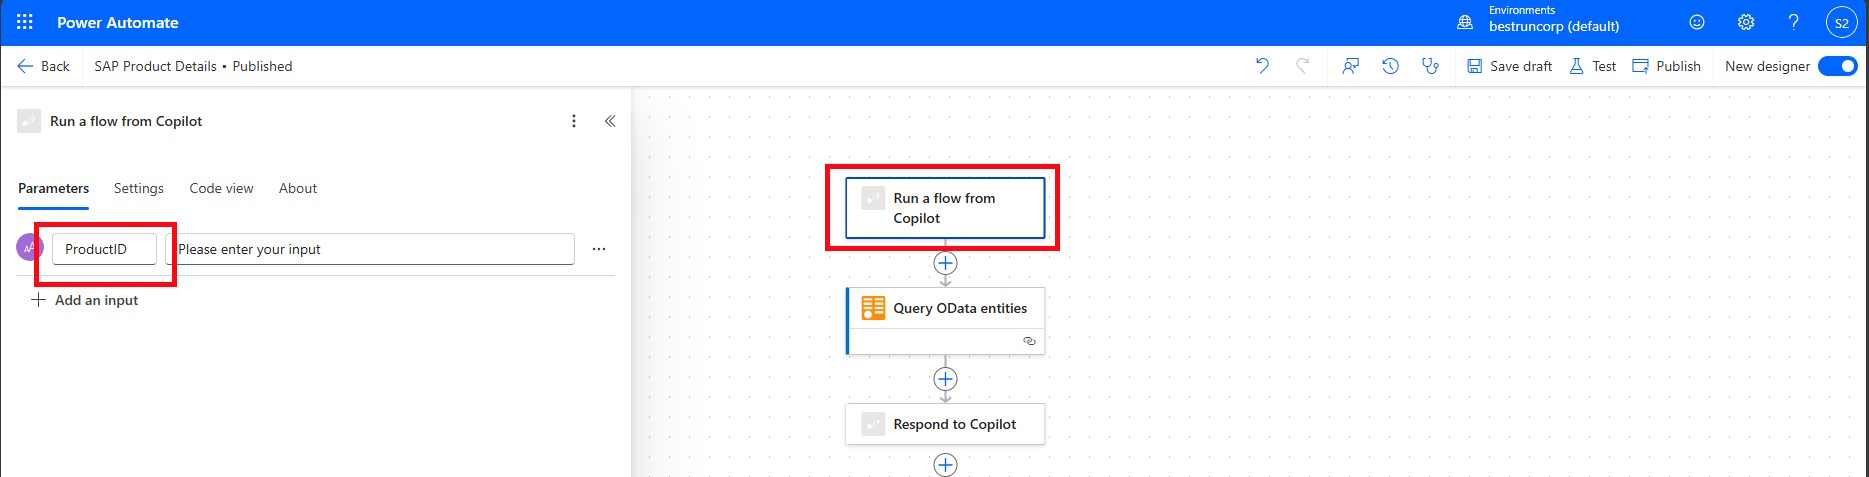 Power Automate
Environments
bestruncorp (default)
S2
Back
SAP Product Details • Published
Save draft
Test
Publish
New designer
Run a flow from Copilot
Parameters
Settings
Code view
About
AA
ProductID
Please enter your input
Add an input
Run a flow from
Copilot
Query OData entities
Respond to Copilot